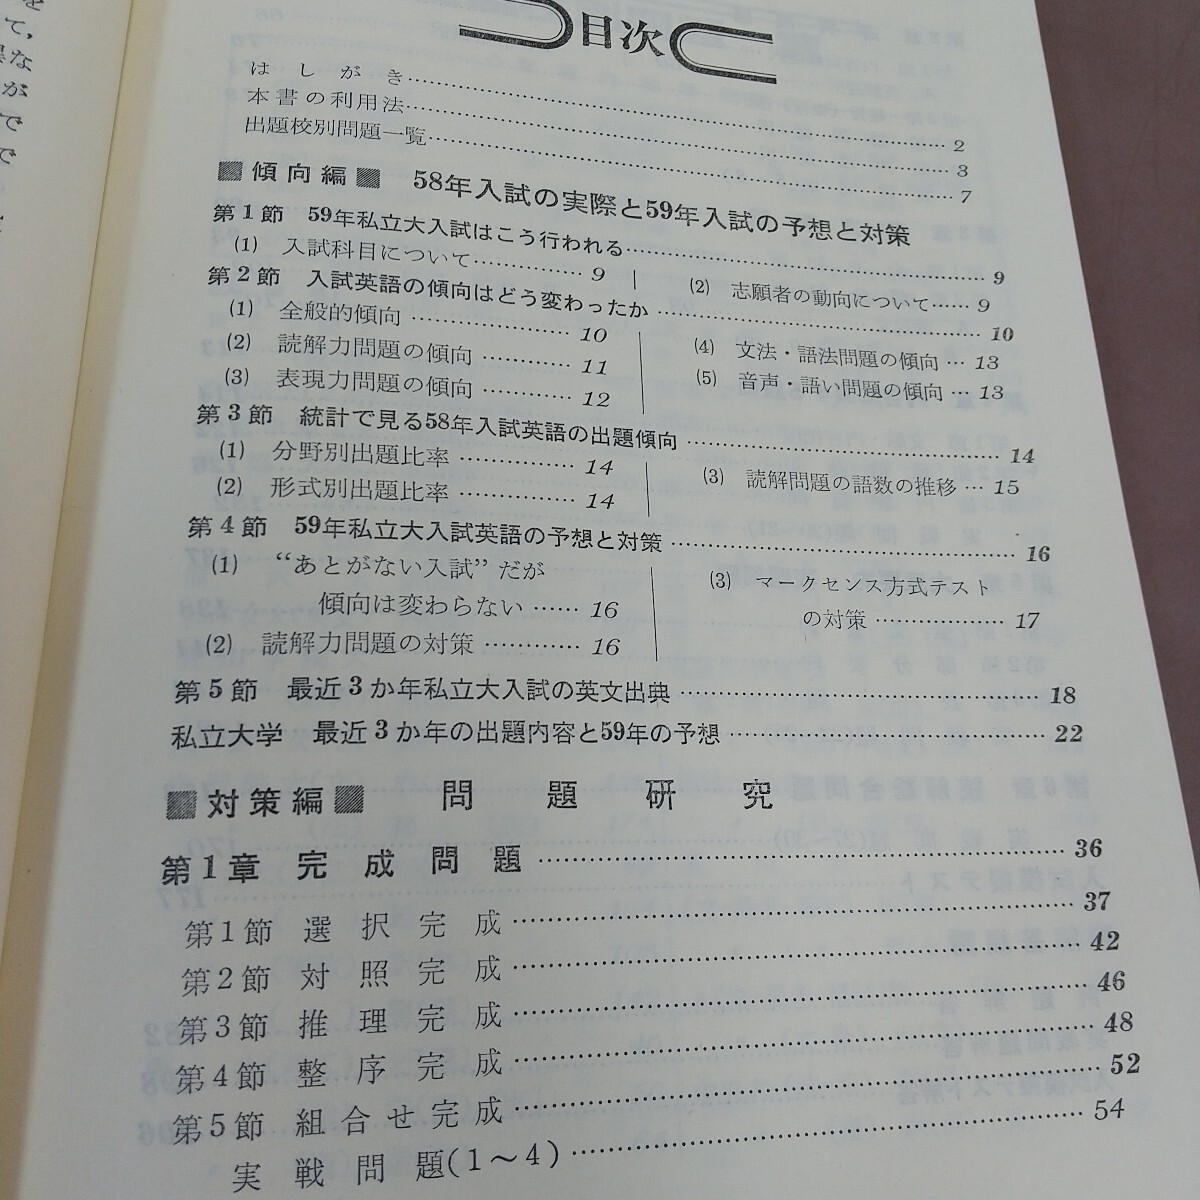 目次
はしがき……2
本書の利用法……3
出題校別問題一覧……7
■傾向編■ 58年入試の実際と59年入試の予想と対策
第1節 59年私立大入試はこう行われる……9
(1) 入試科目について……9
(2) 志願者の動向について……9
第2節 入試英語の傾向はどう変わったか……10
(1) 全般的傾向……10
(2) 読解力問題の傾向……11
(3) 表現力問題の傾向……12
(4) 文法・語法問題の傾向…13
(5) 音声・語い問題の傾向…13
第3節 統計で見る58年入試英語の出題傾向……14
(1) 分野別出題比率……14
(2) 形式別出題比率……14
(3) 読解問題の語数の推移…15
第4節 59年私立大入試英語の予想と対策……16
(1) “あとがない入試”だが
傾向は変わらない……16
(2) 読解力問題の対策……16
(3) マークセンス方式テスト
の対策……17
第5節 最近3か年私立大入試の英文出典……18
私立大学 最近3か年の出題内容と59年の予想……22
■対策編■ 問題研究
第1章 完成問題……36
第1節 選択完成……37
第2節 対照完成……42
第3節 推理完成……46
第4節 整序完成……48
第5節 組合せ完成……52
実戦問題(1～4)……54